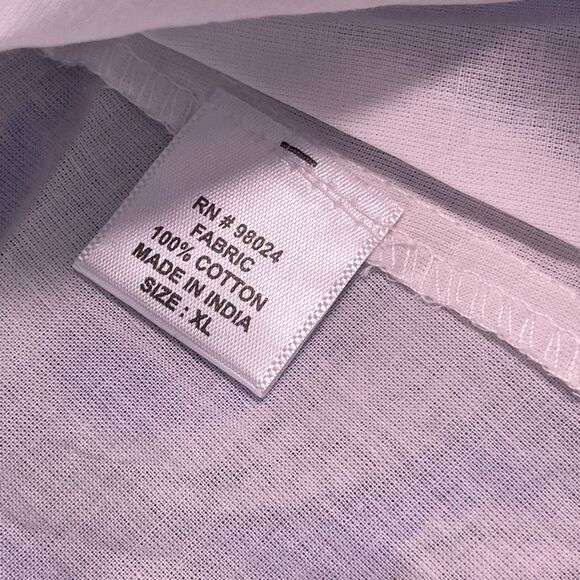 RN # 98024
FABRIC
100% COTTON
MADE IN INDIA
SIZE : XL